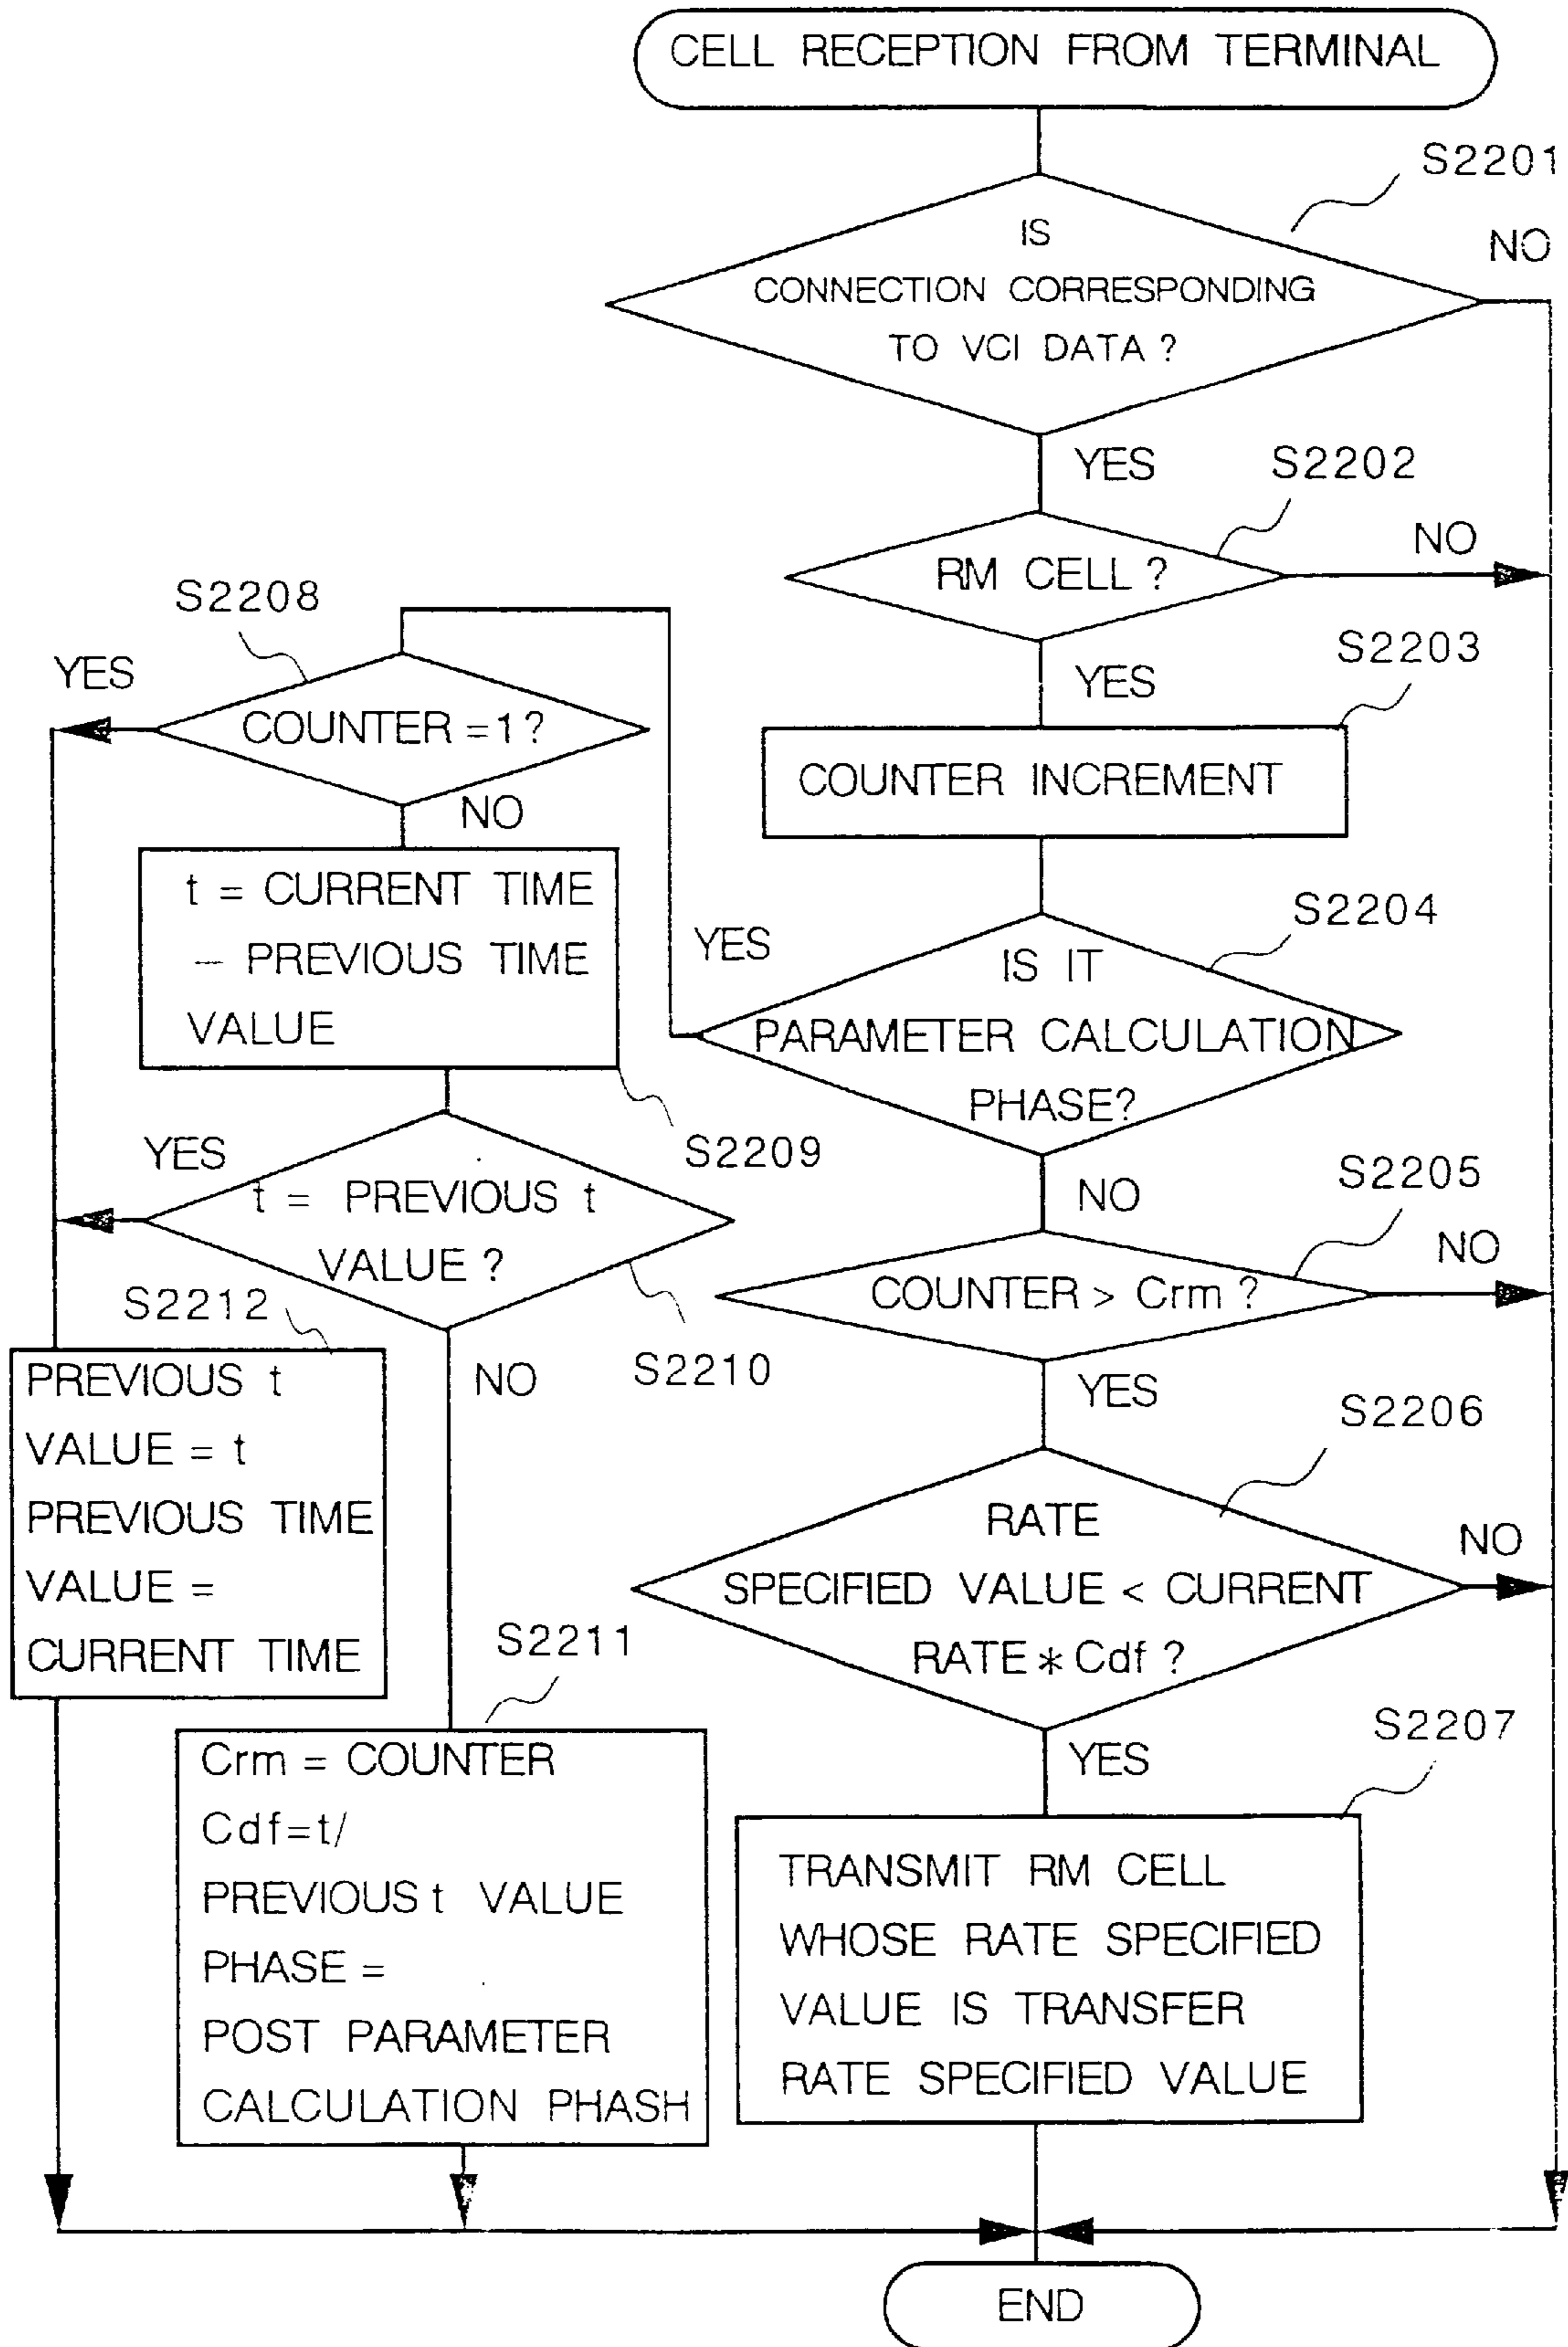 CELL RECEPTION FROM TERMINAL
S2201
IS
CONNECTION CORRESPONDING
TO VCI DATA ?
NO
YES
S2202
RM CELL ?
NO
YES
S2203
COUNTER INCREMENT
S2204
IS IT
PARAMETER CALCULATION
PHASE?
YES
NO
S2205
COUNTER > Crm ?
NO
YES
S2206
RATE
SPECIFIED VALUE < CURRENT
RATE * Cdf ?
NO
YES
S2207
TRANSMIT RM CELL
WHOSE RATE SPECIFIED
VALUE IS TRANSFER
RATE SPECIFIED VALUE
S2208
COUNTER = 1 ?
YES
NO
t = CURRENT TIME
- PREVIOUS TIME
VALUE
S2209
t = PREVIOUS t
VALUE ?
YES
S2210
NO
S2212
PREVIOUS t
VALUE = t
PREVIOUS TIME
VALUE =
CURRENT TIME
S2211
Crm = COUNTER
Cdf=t/
PREVIOUS t VALUE
PHASE =
POST PARAMETER
CALCULATION PHASH
END